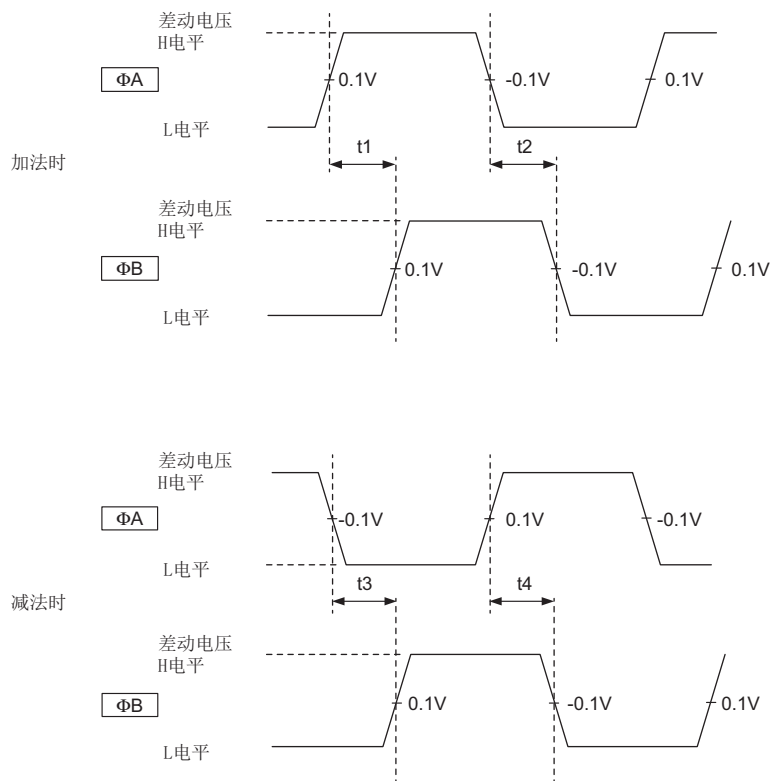 差动电压
H电平
ΦA
0.1V
-0.1V
0.1V
L电平
加法时
t1
t2
差动电压
H电平
ΦB
0.1V
-0.1V
0.1V
L电平
差动电压
H电平
ΦA
-0.1V
0.1V
-0.1V
L电平
减法时
t3
t4
差动电压
H电平
ΦB
0.1V
-0.1V
0.1V
L电平